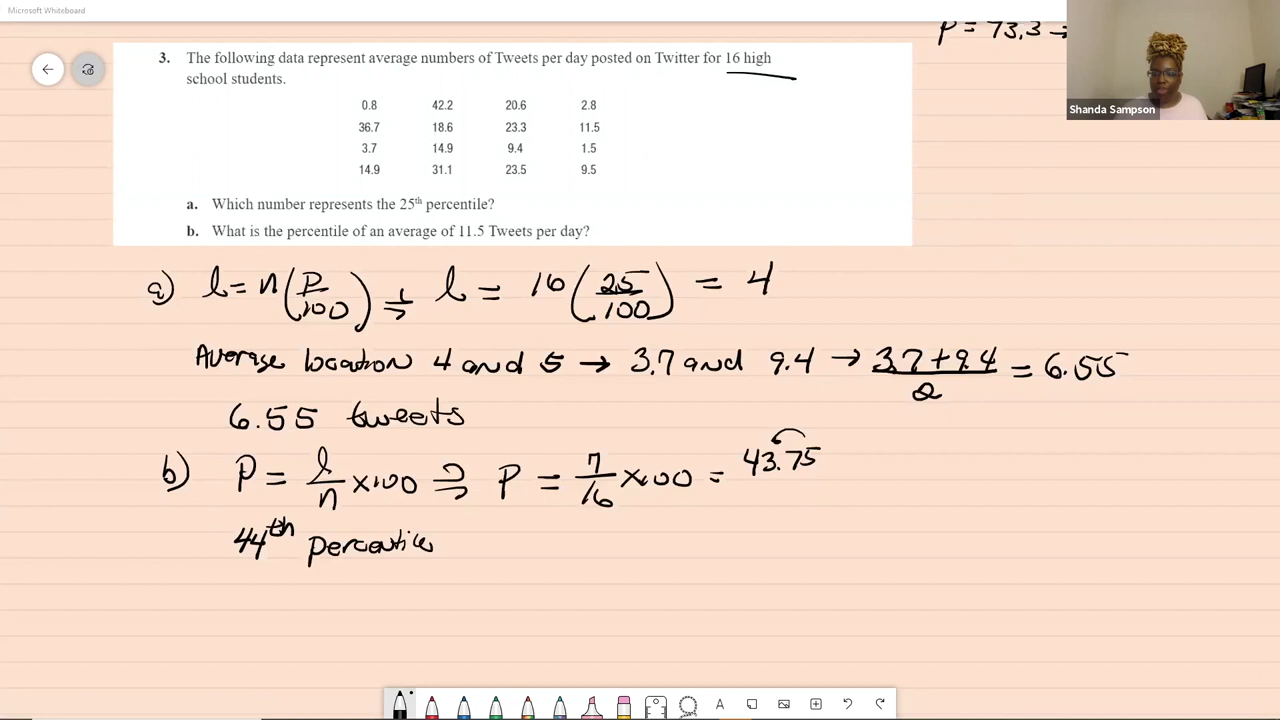 Microsoft Whiteboard
P = 73.3 →
Shanda Sampson
3. The following data represent average numbers of Tweets per day posted on Twitter for 16 high
school students.
0.8 42.2 20.6 2.8
36.7 18.6 23.3 11.5
3.7 14.9 9.4 1.5
14.9 31.1 23.5 9.5
a. Which number represents the 25th percentile?
b. What is the percentile of an average of 11.5 Tweets per day?
a) l = n(P/100) ⇒ l = 16(25/100) = 4
Average location 4 and 5 → 3.7 and 9.4 → 3.7+9.4/2 = 6.55
6.55 tweets
b) P = l/n ×100 ⇒ P = 7/16 ×100 = 43.75
44th percentile
A